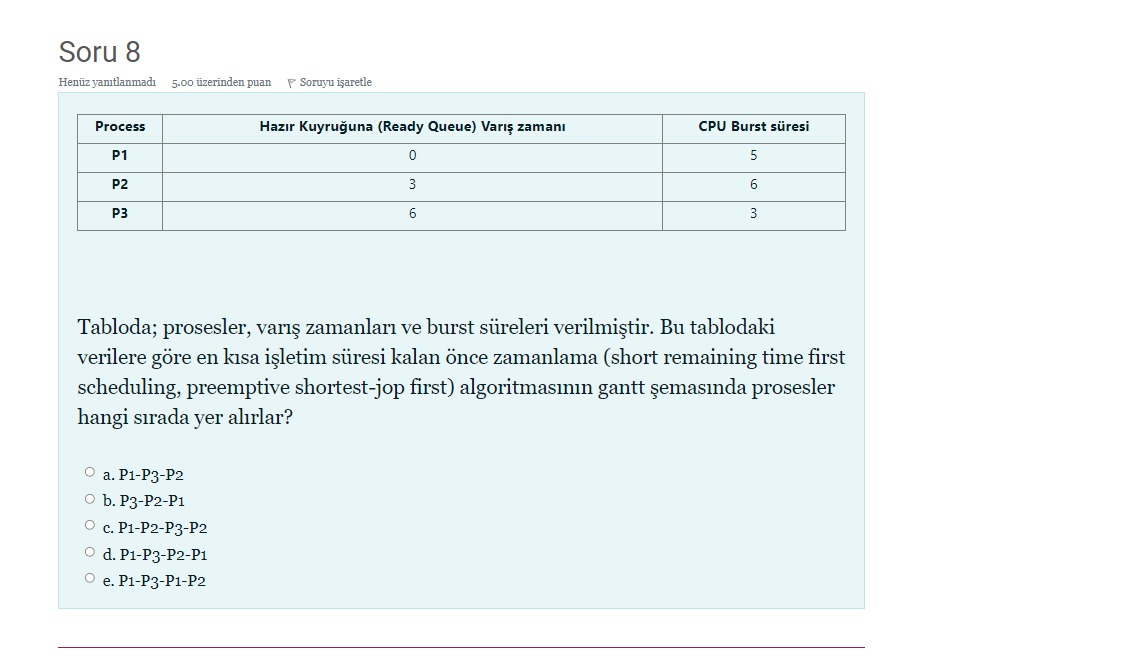 Soru 8
Henüz yanıtlanmadı 5.00 üzerinden puan Soruyu işaretle
Process Hazır Kuyruğuna (Ready Queue) Varış zamanı CPU Burst süresi
P1 0 5
P2 3 6
P3 6 3
Tabloda; prosesler, varış zamanları ve burst süreleri verilmiştir. Bu tablodaki
verilere göre en kısa işletim süresi kalan önce zamanlama (short remaining time first
scheduling, preemptive shortest-jop first) algoritmasının gantt şemasında prosesler
hangi sırada yer alırlar?
a. P1-P3-P2
b. P3-P2-P1
c. P1-P2-P3-P2
d. P1-P3-P2-P1
e. P1-P3-P1-P2